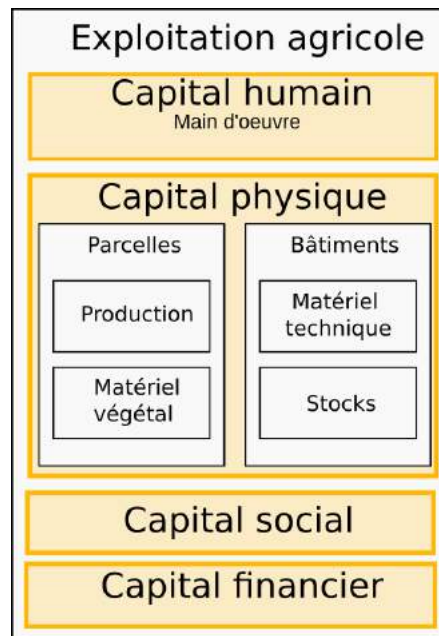 Exploitation agricole
Capital humain
Main d'oeuvre
Capital physique
Parcelles
Production
Matériel
végétal
Bâtiments
Matériel
technique
Stocks
Capital social
Capital financier